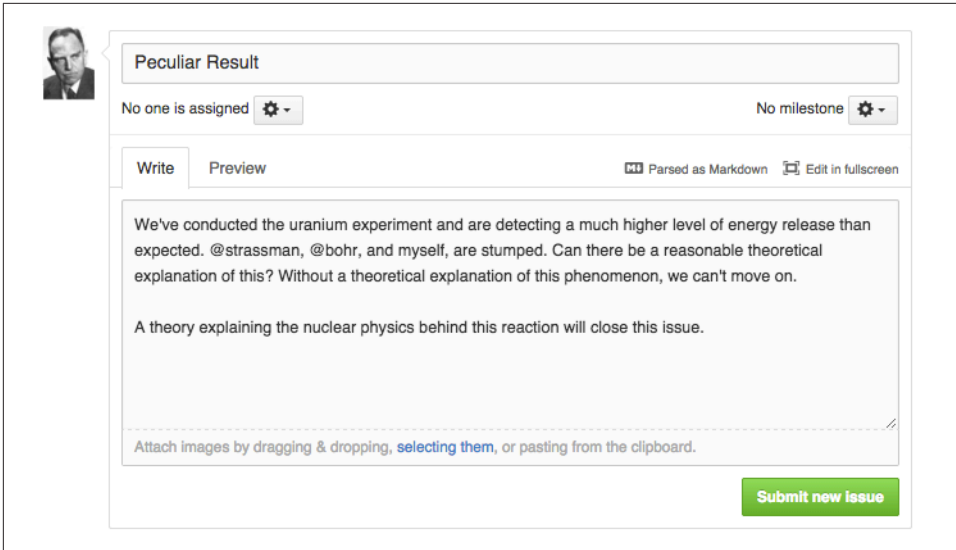 Peculiar Result
No one is assigned
No milestone
Write
Preview
Parsed as Markdown
Edit in fullscreen
We've conducted the uranium experiment and are detecting a much higher level of energy release than
expected. @strassman, @bohr, and myself, are stumped. Can there be a reasonable theoretical
explanation of this? Without a theoretical explanation of this phenomenon, we can't move on.
A theory explaining the nuclear physics behind this reaction will close this issue.
Attach images by dragging & dropping, selecting them, or pasting from the clipboard.
Submit new issue